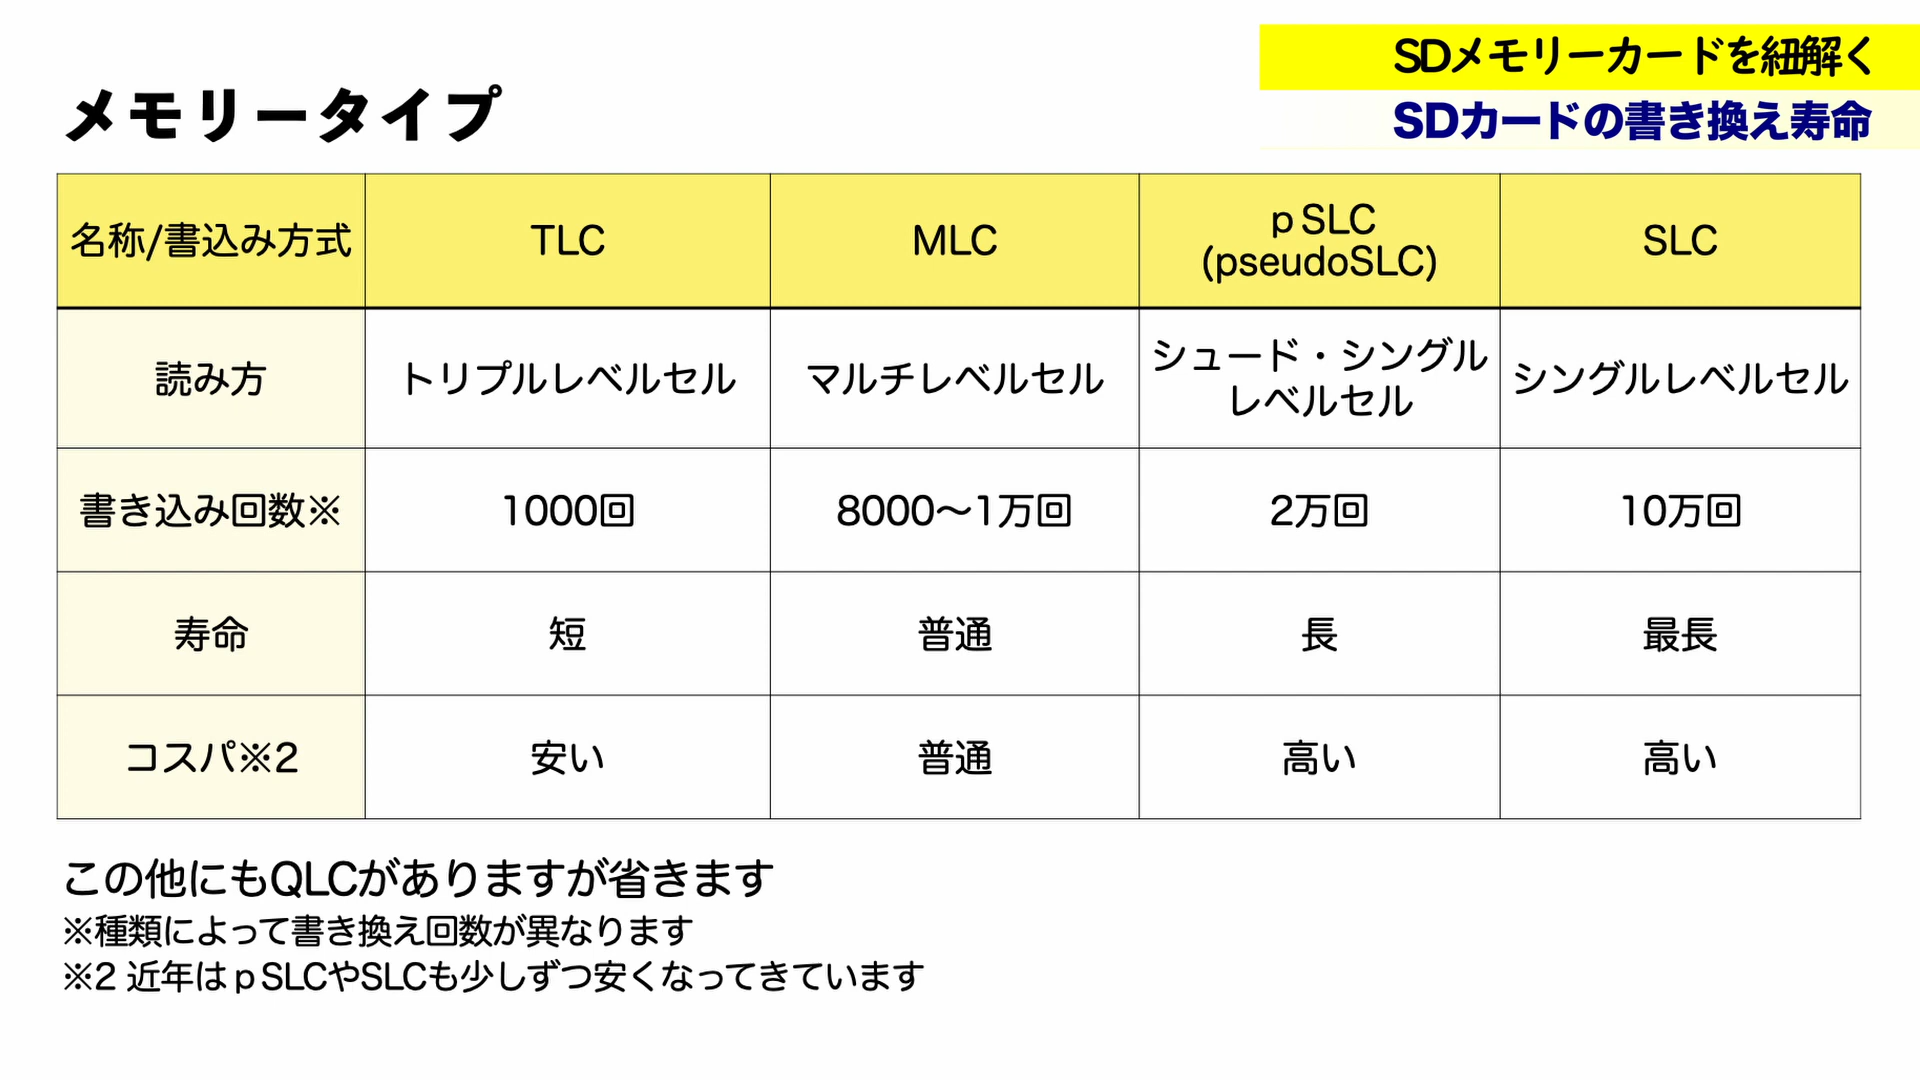 SDメモリーカードを紐解く
SDカードの書き換え寿命
メモリータイプ
名称/書込み方式 TLC MLC pSLC (pseudoSLC) SLC
読み方 トリプルレベルセル マルチレベルセル シュード・シングルレベルセル シングルレベルセル
書き込み回数※ 1000回 8000〜1万回 2万回 10万回
寿命 短 普通 長 最長
コスパ※2 安い 普通 高い 高い
この他にもQLCがありますが省きます
※種類によって書き換え回数が異なります
※2 近年はpSLCやSLCも少しずつ安くなってきています